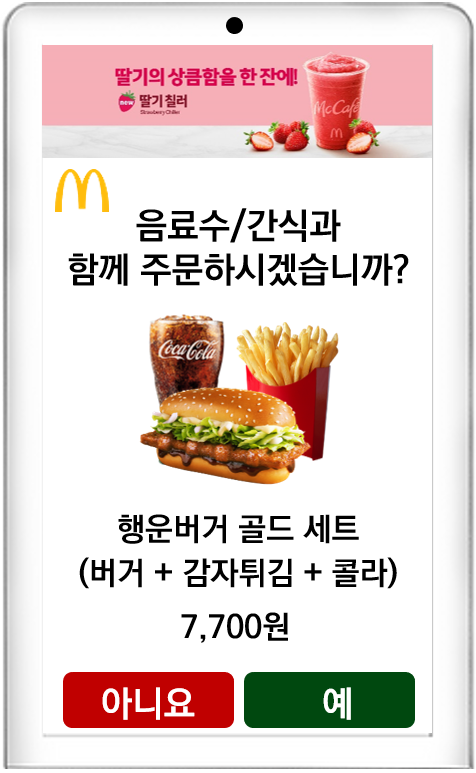 딸기의 상큼함을 한 잔에!
new 딸기 칠러
Strawberry Chiller
McCafé
음료수/간식과
함께 주문하시겠습니까?
Coca-Cola
행운버거 골드 세트
(버거 + 감자튀김 + 콜라)
7,700원
아니요 예